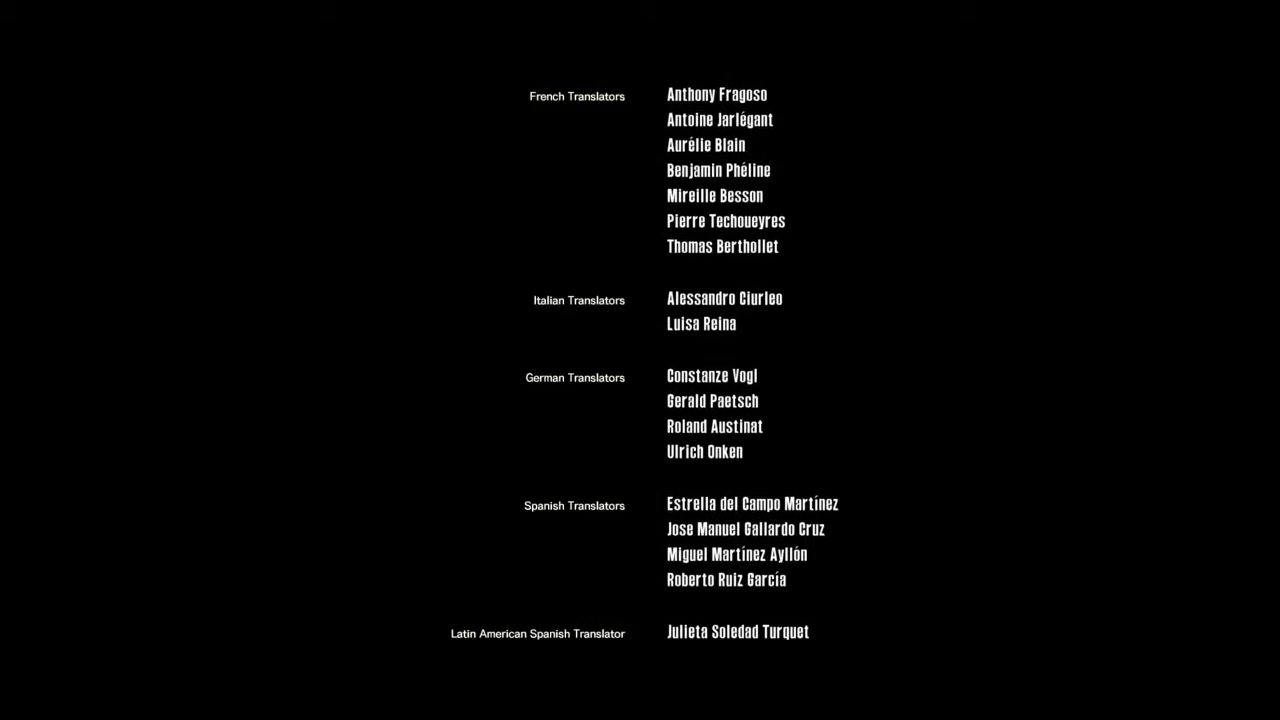 French Translators Anthony Fragoso
Antoine Jarlégant
Aurélie Blain
Benjamin Phéline
Mireille Besson
Pierre Techoueyres
Thomas Berthollet
Italian Translators Alessandro Ciurleo
Luisa Reina
German Translators Constanze Vogl
Gerald Paetsch
Roland Austinat
Ulrich Onken
Spanish Translators Estrella del Campo Martínez
Jose Manuel Gallardo Cruz
Miguel Martínez Ayllón
Roberto Ruiz García
Latin American Spanish Translator Julieta Soledad Turquet